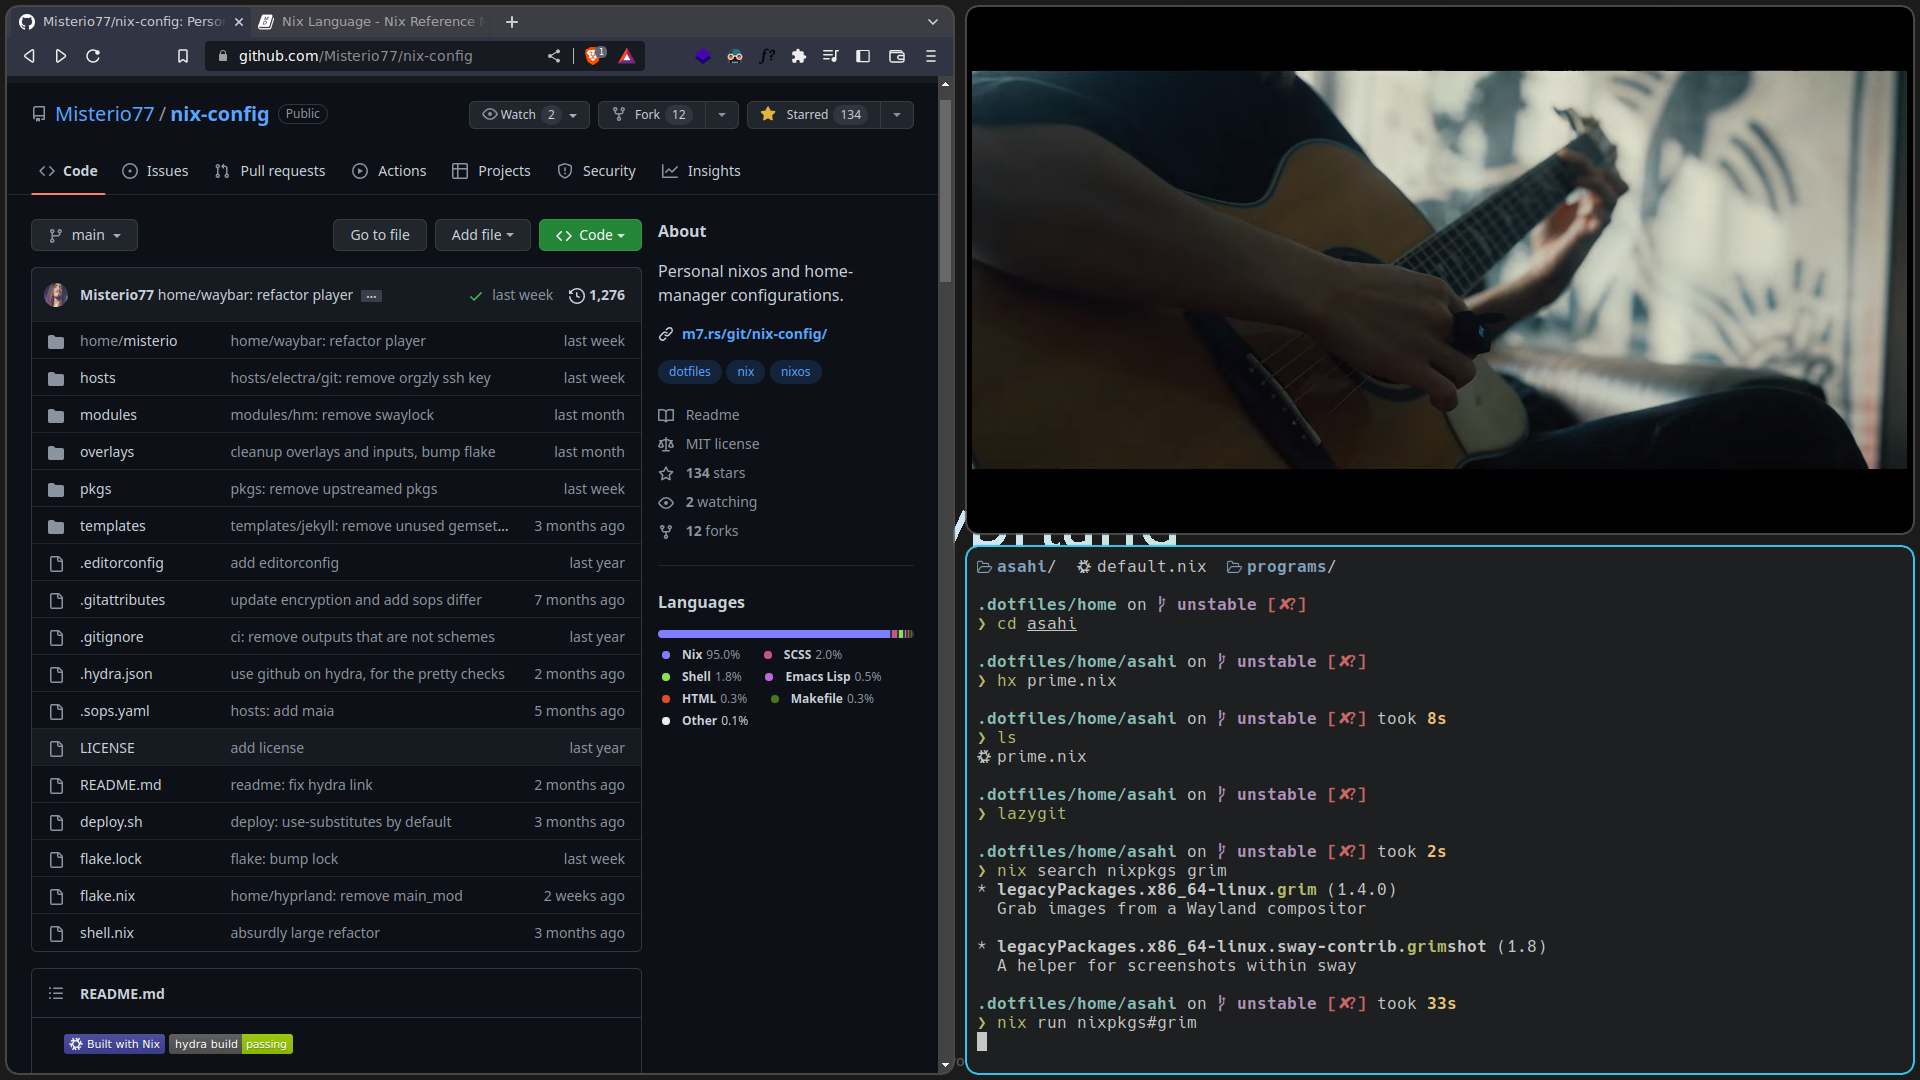 Misterio77/nix-config: Perso
Nix Language - Nix Reference
github.com/Misterio77/nix-config
1
f?
Misterio77 / nix-config Public
Watch 2
Fork 12
Starred 134
Code
Issues
Pull requests
Actions
Projects
Security
Insights
main
Go to file
Add file
Code
Misterio77 home/waybar: refactor player ... last week 1,276
home/misterio home/waybar: refactor player last week
hosts hosts/electra/git: remove orgzly ssh key last week
modules modules/hm: remove swaylock last month
overlays cleanup overlays and inputs, bump flake last month
pkgs pkgs: remove upstreamed pkgs last week
templates templates/jekyll: remove unused gemset... 3 months ago
.editorconfig add editorconfig last year
.gitattributes update encryption and add sops differ 7 months ago
.gitignore ci: remove outputs that are not schemes last year
.hydra.json use github on hydra, for the pretty checks 2 months ago
.sops.yaml hosts: add maia 5 months ago
LICENSE add license last year
README.md readme: fix hydra link 2 months ago
deploy.sh deploy: use-substitutes by default 3 months ago
flake.lock flake: bump lock last week
flake.nix home/hyprland: remove main_mod 2 weeks ago
shell.nix absurdly large refactor 3 months ago
README.md
Built with Nix hydra build passing
About
Personal nixos and home-
manager configurations.
m7.rs/git/nix-config/
dotfiles nix nixos
Readme
MIT license
134 stars
2 watching
12 forks
Languages
Nix 95.0% SCSS 2.0%
Shell 1.8% Emacs Lisp 0.5%
HTML 0.3% Makefile 0.3%
Other 0.1%
asahi/ default.nix programs/
.dotfiles/home on unstable [✘?]
❯ cd asahi
.dotfiles/home/asahi on unstable [✘?]
❯ hx prime.nix
.dotfiles/home/asahi on unstable [✘?] took 8s
❯ ls
prime.nix
.dotfiles/home/asahi on unstable [✘?]
❯ lazygit
.dotfiles/home/asahi on unstable [✘?] took 2s
❯ nix search nixpkgs grim
* legacyPackages.x86_64-linux.grim (1.4.0)
Grab images from a Wayland compositor
* legacyPackages.x86_64-linux.sway-contrib.grimshot (1.8)
A helper for screenshots within sway
.dotfiles/home/asahi on unstable [✘?] took 33s
❯ nix run nixpkgs#grim